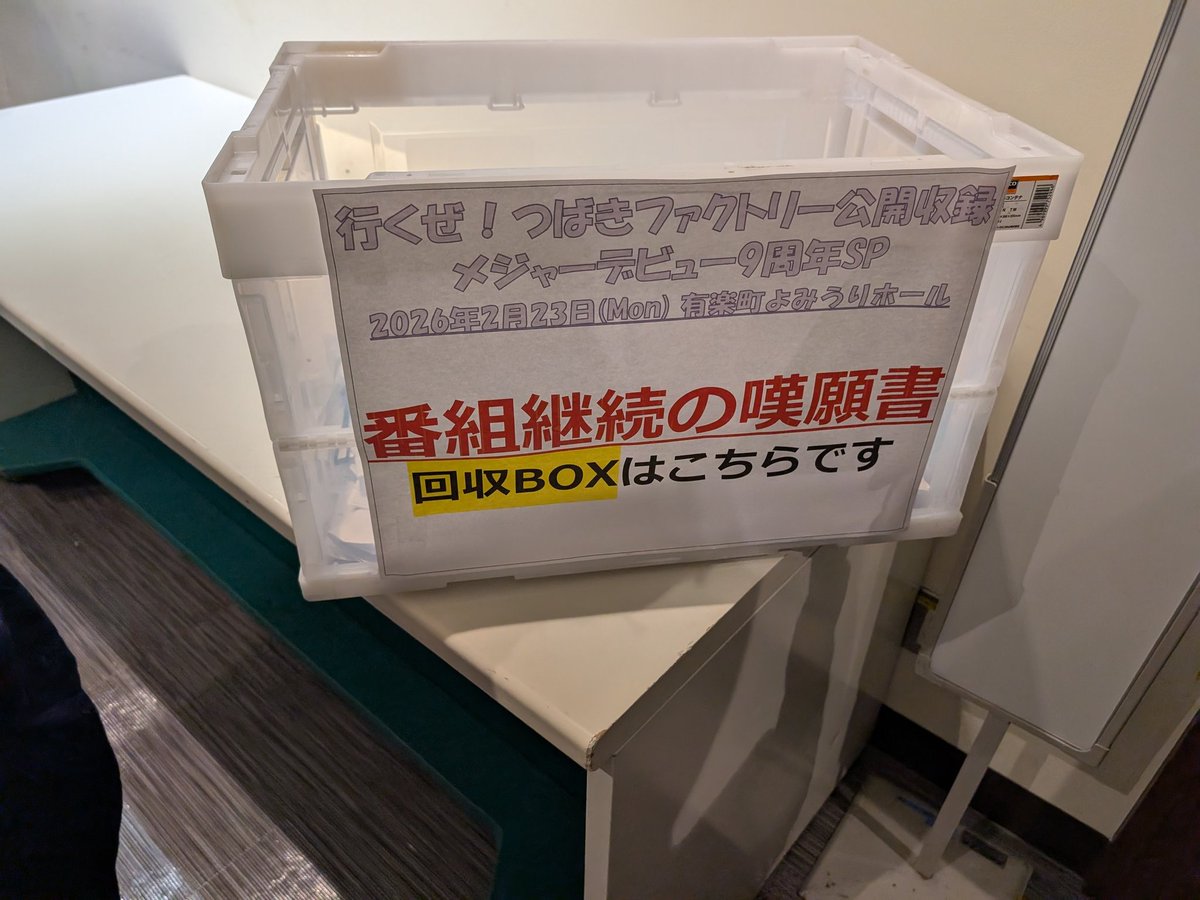 行くぜ！つばきファクトリー公開収録
メジャーデビュー9周年SP
2026年2月23日(Mon) 有楽町よみうりホール
番組継続の嘆願書
回収BOXはこちらです